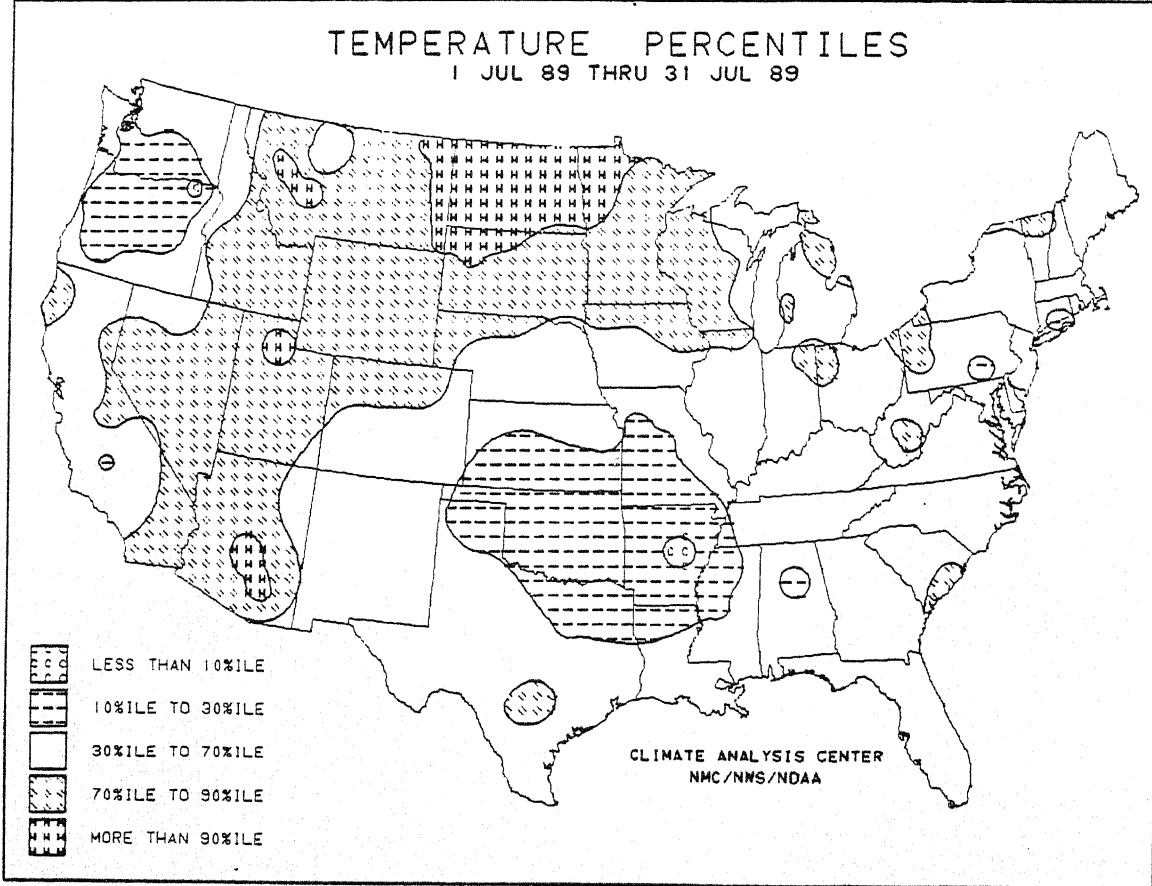 TEMPERATURE PERCENTILES
1 JUL 89 THRU 31 JUL 89
LESS THAN 10%ILE
10%ILE TO 30%ILE
30%ILE TO 70%ILE
70%ILE TO 90%ILE
MORE THAN 90%ILE
CLIMATE ANALYSIS CENTER
NMC/NWS/NOAA